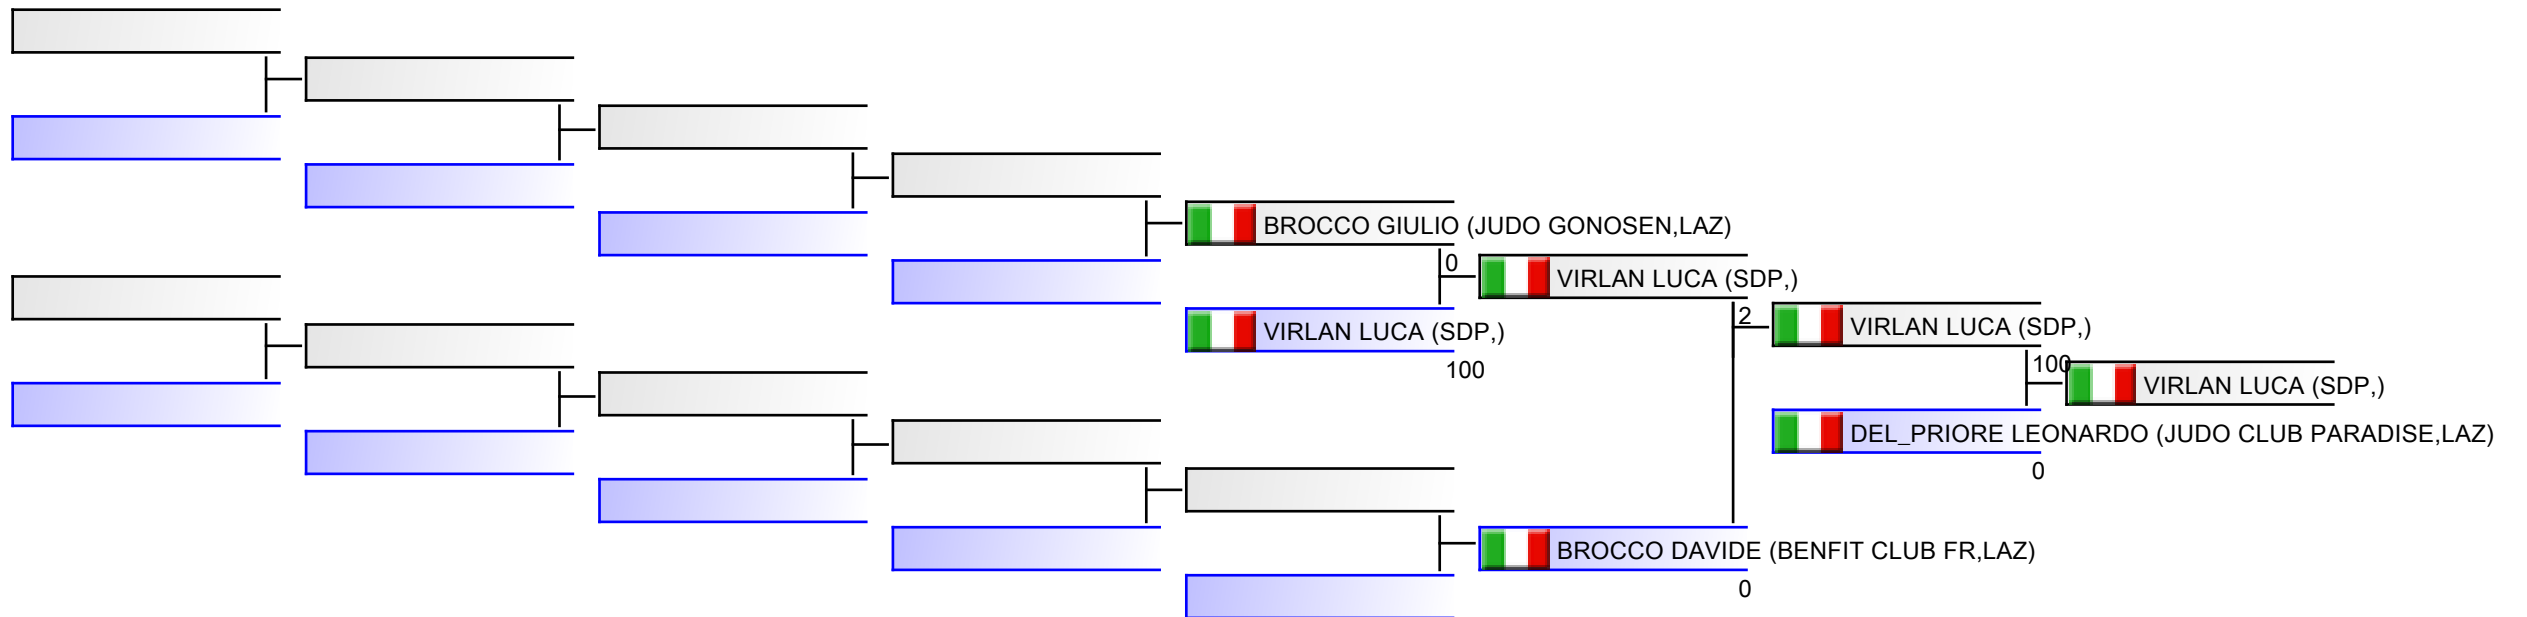 BROCCO GIULIO (JUDO GONOSEN,LAZ)
0
VIRLAN LUCA (SDP,)
VIRLAN LUCA (SDP,)
100
2
VIRLAN LUCA (SDP,)
100
VIRLAN LUCA (SDP,)
DEL_PRIORE LEONARDO (JUDO CLUB PARADISE,LAZ)
0
BROCCO DAVIDE (BENFIT CLUB FR,LAZ)
0